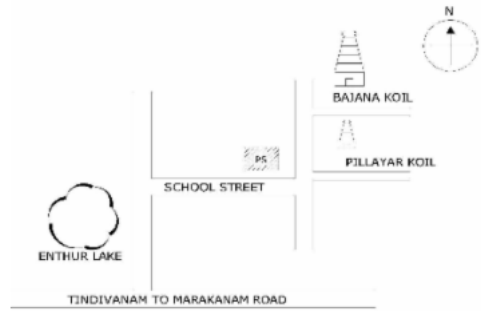 N
BAJANA KOIL
PS
PILLAYAR KOIL
SCHOOL STREET
ENTHUR LAKE
TINDIVANAM TO MARAKANAM ROAD